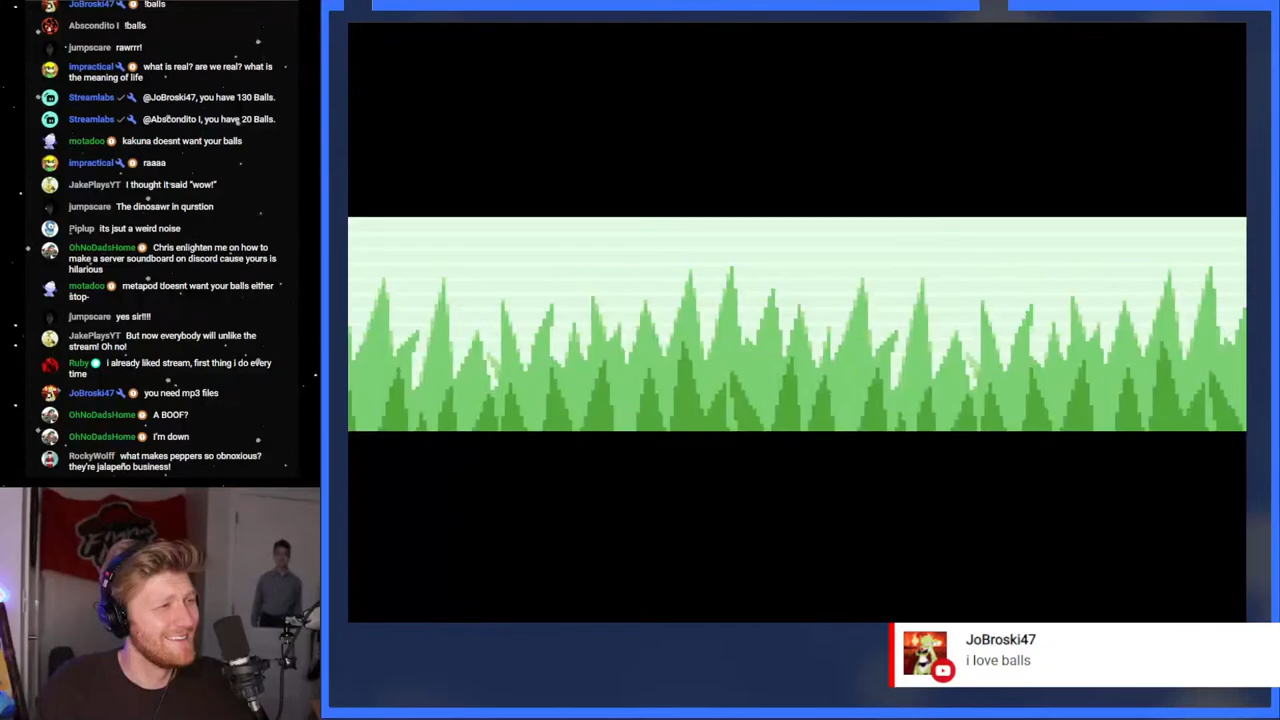 JoBroski47 !balls
Abscondito I !balls
jumpscare rawrrr!
impractical what is real? are we real? what is
the meaning of life
Streamlabs @JoBroski47, you have 130 Balls.
Streamlabs @Abscondito I, you have 20 Balls.
motadoo kakuna doesnt want your balls
impractical raaaa
JakePlaysYT I thought it said “wow!”
jumpscare The dinosawr in qurstion
Piplup its jsut a weird noise
OhNoDadsHome Chris enlighten me on how to
make a server soundboard on discord cause yours is
hilarious
motadoo metapod doesnt want your balls either
stop-
jumpscare yes sir!!!!
JakePlaysYT But now everybody will unlike the
stream! Oh no!
Ruby i already liked stream, first thing i do every
time
JoBroski47 you need mp3 files
OhNoDadsHome A BOOF?
OhNoDadsHome I'm down
RockyWolff what makes peppers so obnoxious?
they're jalapeño business!
JoBroski47
i love balls